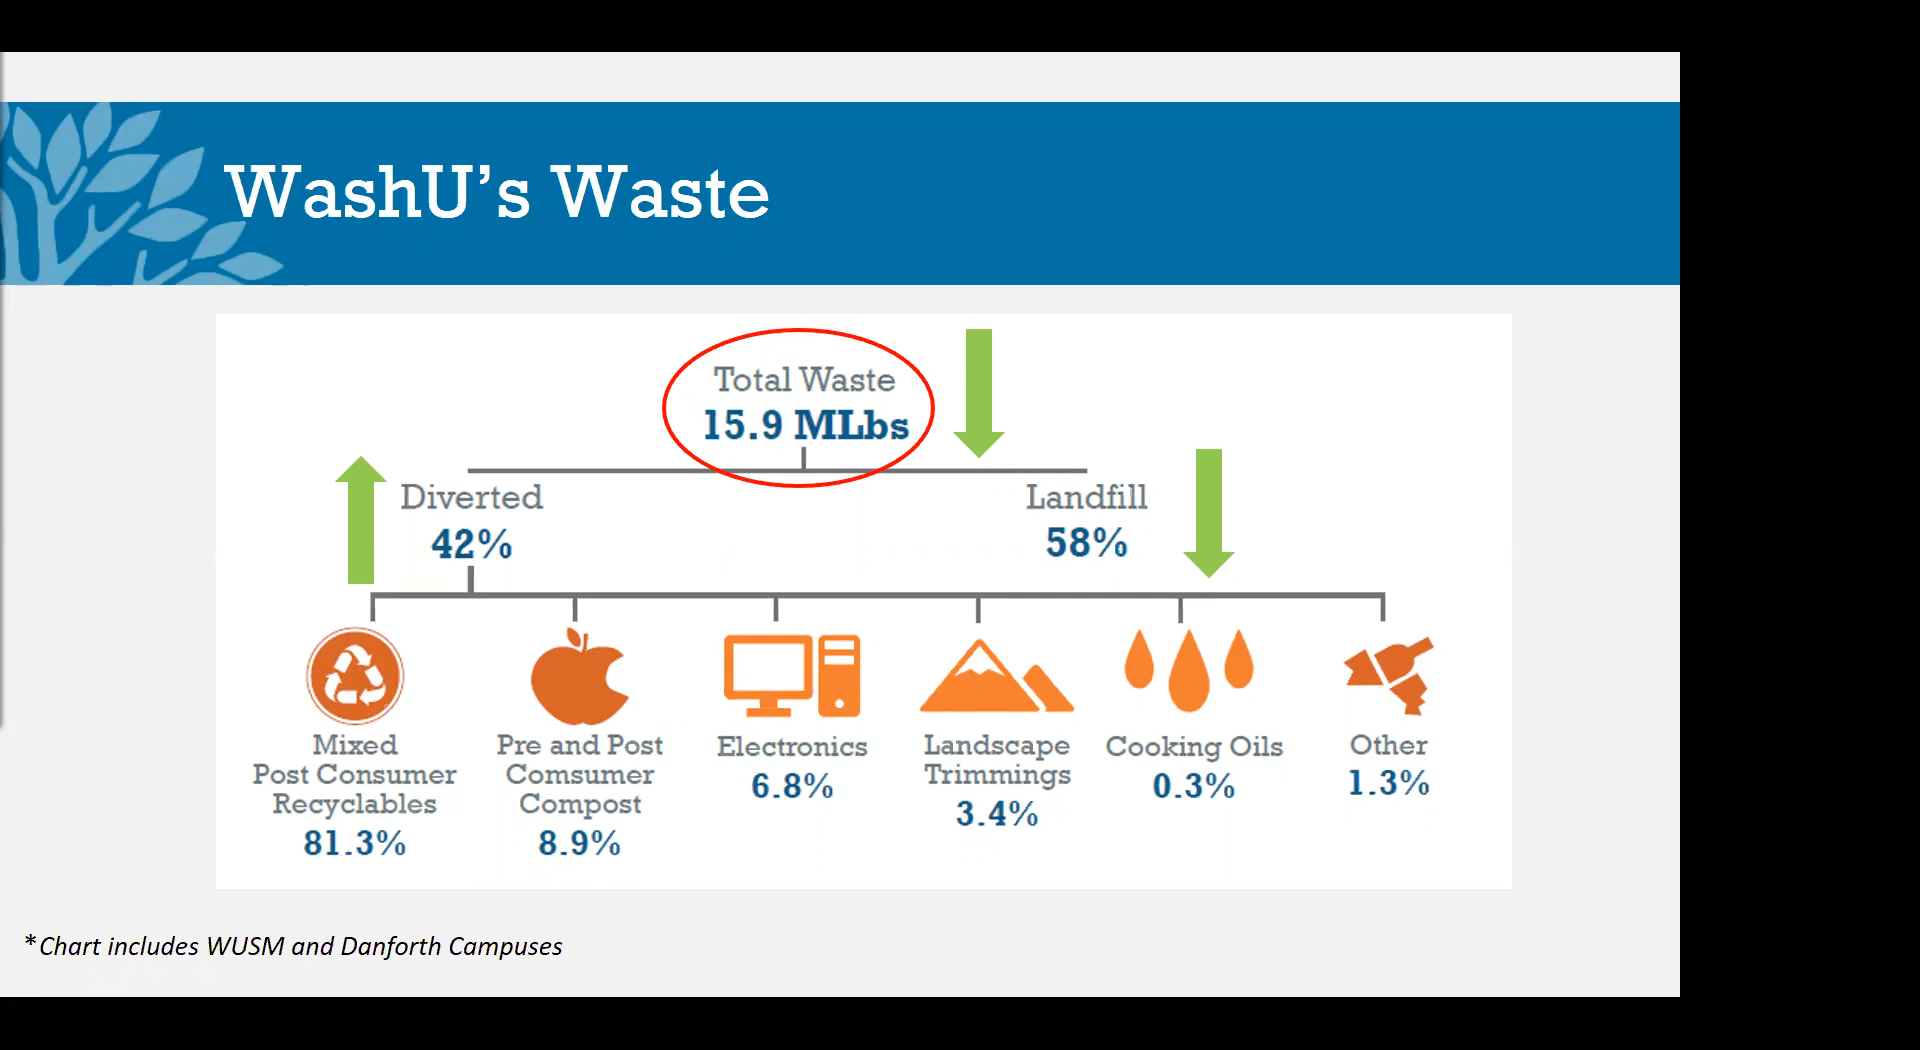 WashU's Waste
Total Waste
15.9 MLbs
Diverted
42%
Landfill
58%
Mixed
Post Consumer
Recyclables
81.3%
Pre and Post
Comsumer
Compost
8.9%
Electronics
6.8%
Landscape
Trimmings
3.4%
Cooking Oils
0.3%
Other
1.3%
*Chart includes WUSM and Danforth Campuses